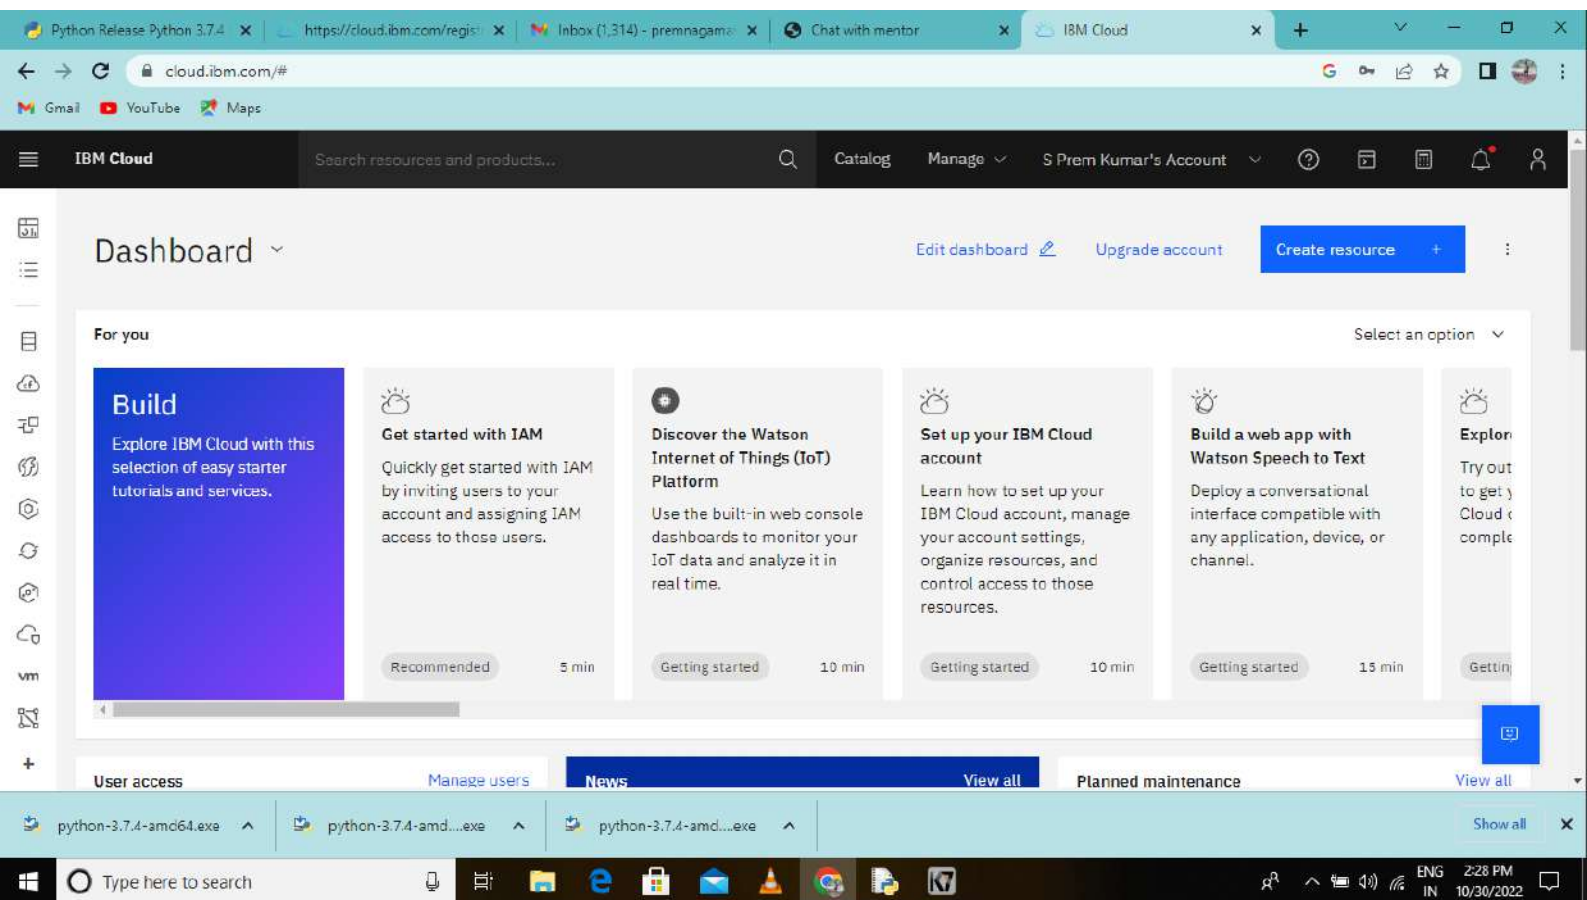 Python Release Python 3.7.4
https://cloud.ibm.com/regist
Inbox (1,314) - premnagama
Chat with mentor
IBM Cloud
cloud.ibm.com/#
Gmail
YouTube
Maps
IBM Cloud
Search resources and products...
Catalog
Manage
S Prem Kumar's Account
Dashboard
Edit dashboard
Upgrade account
Create resource +
For you
Select an option
Build
Explore IBM Cloud with this
selection of easy starter
tutorials and services.
Get started with IAM
Quickly get started with IAM
by inviting users to your
account and assigning IAM
access to those users.
Recommended
5 min
Discover the Watson
Internet of Things (IoT)
Platform
Use the built-in web console
dashboards to monitor your
IoT data and analyze it in
real time.
Getting started
10 min
Set up your IBM Cloud
account
Learn how to set up your
IBM Cloud account, manage
your account settings,
organize resources, and
control access to those
resources.
Getting started
10 min
Build a web app with
Watson Speech to Text
Deploy a conversational
interface compatible with
any application, device, or
channel.
Getting started
15 min
Explor
Try out
to get
Cloud
comple
Gettin
vm
User access
Manage users
News
View all
Planned maintenance
View all
python-3.7.4-amd64.exe
python-3.7.4-amd....exe
python-3.7.4-amd....exe
Show all
Type here to search
ENG
IN
2:28 PM
10/30/2022